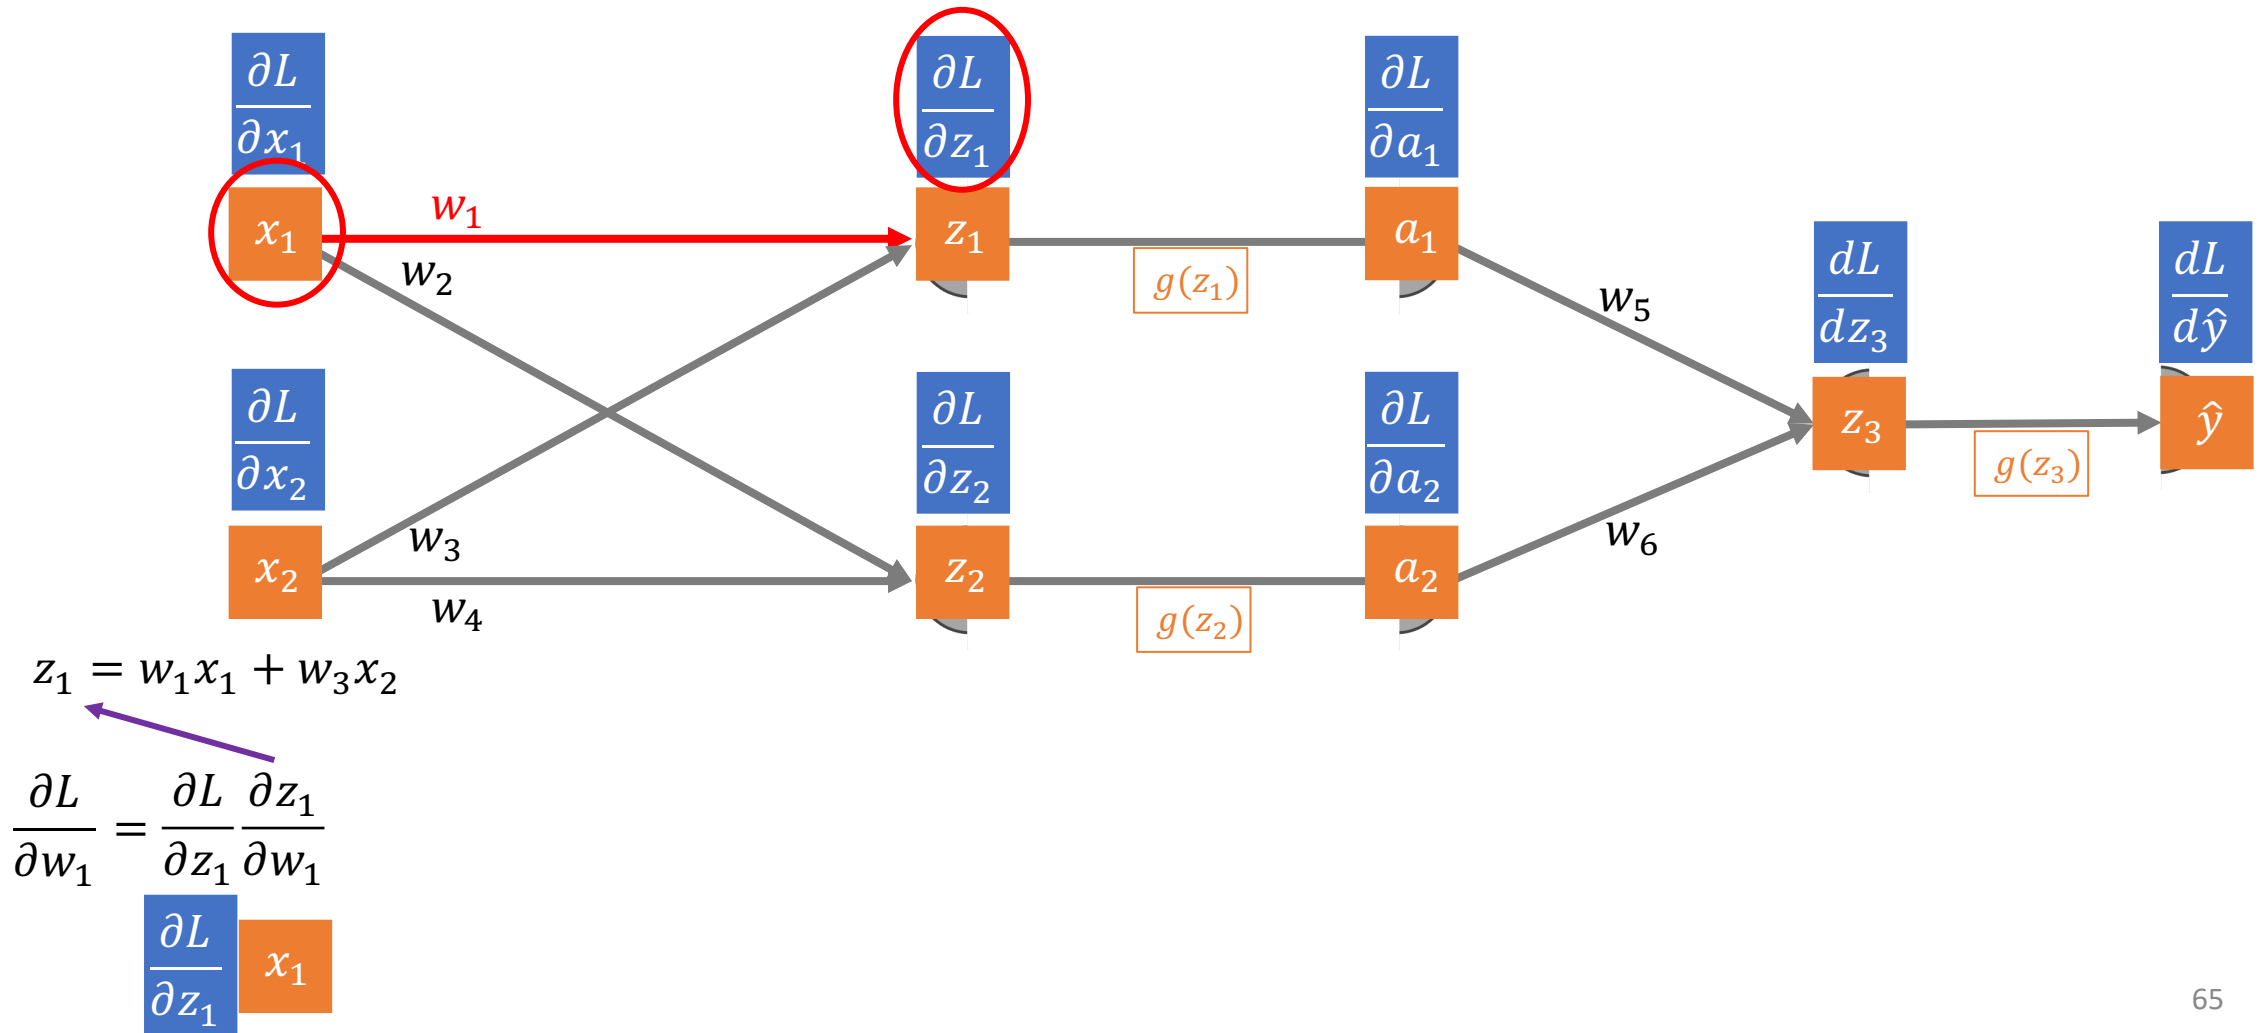 ∂L/∂x₁
∂L/∂z₁
∂L/∂a₁
x₁
w₁
z₁
g(z₁)
a₁
w₂
w₅
dL/dz₃
dL/dŷ
∂L/∂x₂
∂L/∂z₂
∂L/∂a₂
z₃
g(z₃)
ŷ
x₂
w₃
w₄
z₂
g(z₂)
a₂
w₆
z₁ = w₁x₁ + w₃x₂
∂L/∂w₁ = ∂L/∂z₁ ∂z₁/∂w₁
∂L/∂z₁ x₁
65